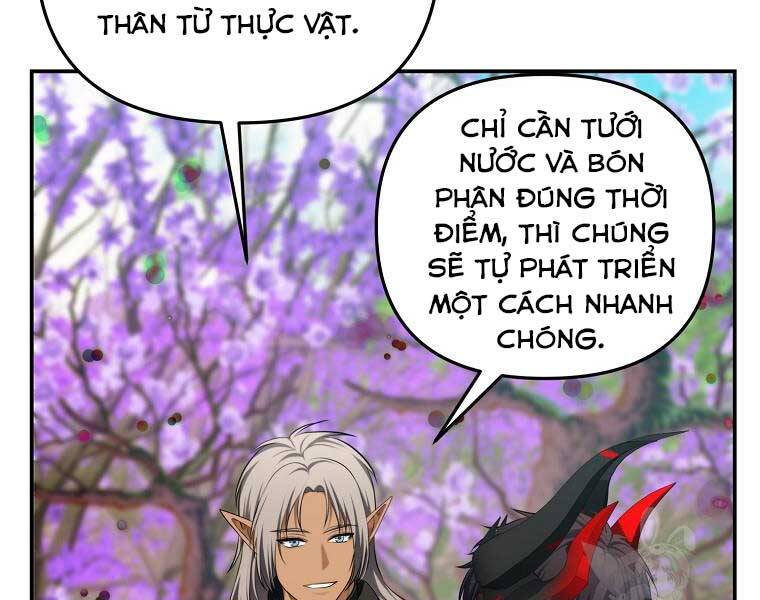 THÂN TỪ THỰC VẬT.
CHỈ CẦN TƯỚI
NƯỚC VÀ BÓN
PHÂN ĐÚNG THỜI
ĐIỂM, THÌ CHÚNG
SẼ TỰ PHÁT TRIỂN
MỘT CÁCH NHANH
CHÓNG.